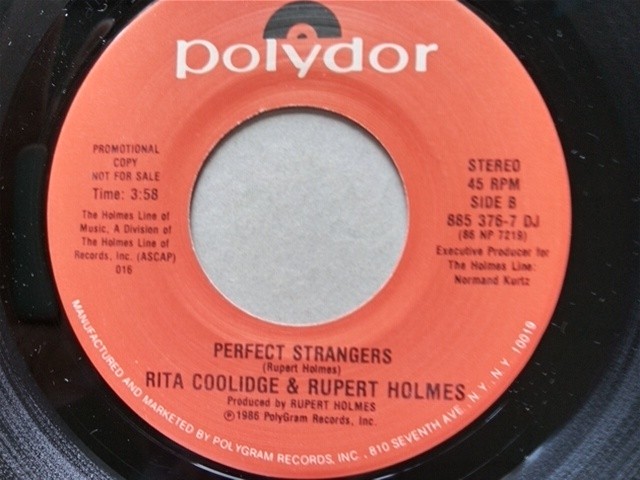 polydor
PROMOTIONAL
COPY
NOT FOR SALE
Time: 3:58
The Holmes Line of
Music, A Division of
The Holmes Line of
Records, Inc. (ASCAP)
016
STEREO
45 RPM
SIDE B
885 376-7 DJ
(86 NP 7219)
Executive Producer for
The Holmes Line:
Normand Kurtz
PERFECT STRANGERS
(Rupert Holmes)
RITA COOLIDGE & RUPERT HOLMES
Produced by RUPERT HOLMES
Ⓟ1986 PolyGram Records, Inc.
MANUFACTURED AND MARKETED BY POLYGRAM RECORDS, INC., 810 SEVENTH AVE., N.Y., N.Y. 10019